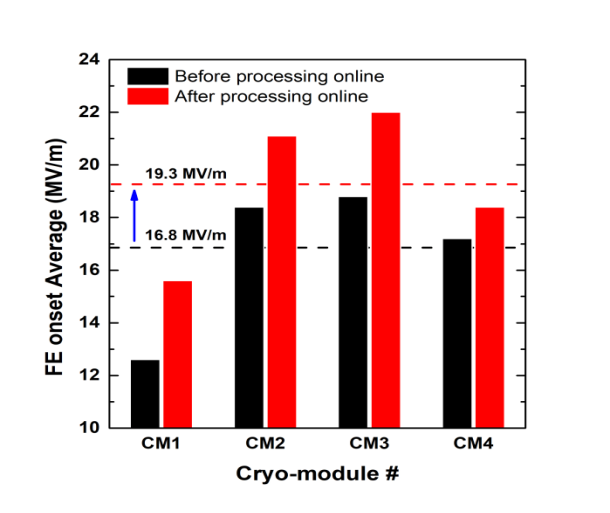 24
22
20
18
16
14
12
10
FE onset Average (MV/m)
Before processing online
After processing online
19.3 MV/m
16.8 MV/m
CM1 CM2 CM3 CM4
Cryo-module #